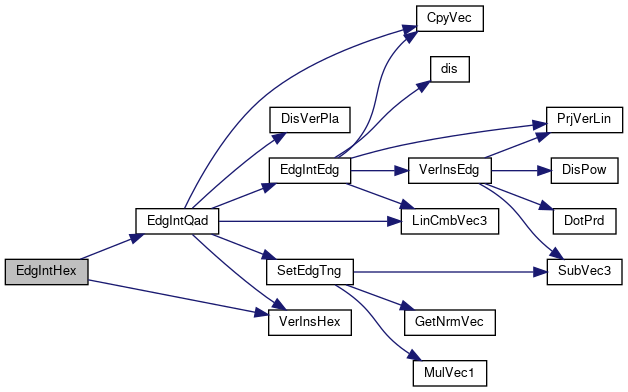 CpyVec
dis
DisVerPla
PrjVerLin
EdgIntEdg
VerInsEdg
DisPow
EdgIntQad
LinCmbVec3
DotPrd
EdgIntHex
SetEdgTng
SubVec3
VerInsHex
GetNrmVec
MulVec1